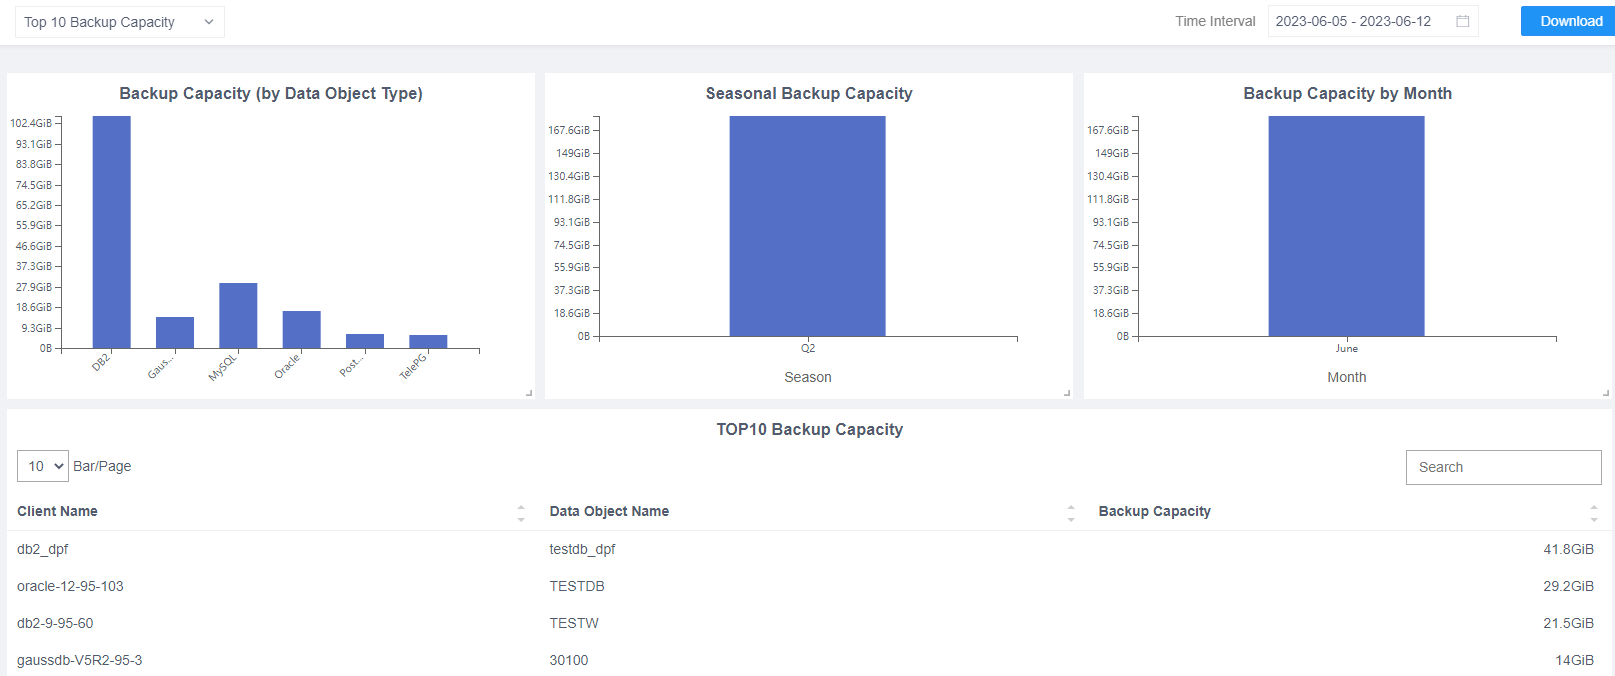 Top 10 Backup Capacity
Time Interval 2023-06-05 - 2023-06-12 Download
Backup Capacity (by Data Object Type)
102.4GiB
93.1GiB
83.8GiB
74.5GiB
65.2GiB
55.9GiB
46.6GiB
37.3GiB
27.9GiB
18.6GiB
9.3GiB
0B
DB2 Gaus... MySQL Oracle Post... TelePG
Seasonal Backup Capacity
167.6GiB
149GiB
130.4GiB
111.8GiB
93.1GiB
74.5GiB
55.9GiB
37.3GiB
18.6GiB
0B
Q2
Season
Backup Capacity by Month
167.6GiB
149GiB
130.4GiB
111.8GiB
93.1GiB
74.5GiB
55.9GiB
37.3GiB
18.6GiB
0B
June
Month
TOP10 Backup Capacity
10 Bar/Page Search
Client Name Data Object Name Backup Capacity
db2_dpf testdb_dpf 41.8GiB
oracle-12-95-103 TESTDB 29.2GiB
db2-9-95-60 TESTW 21.5GiB
gaussdb-V5R2-95-3 30100 14GiB